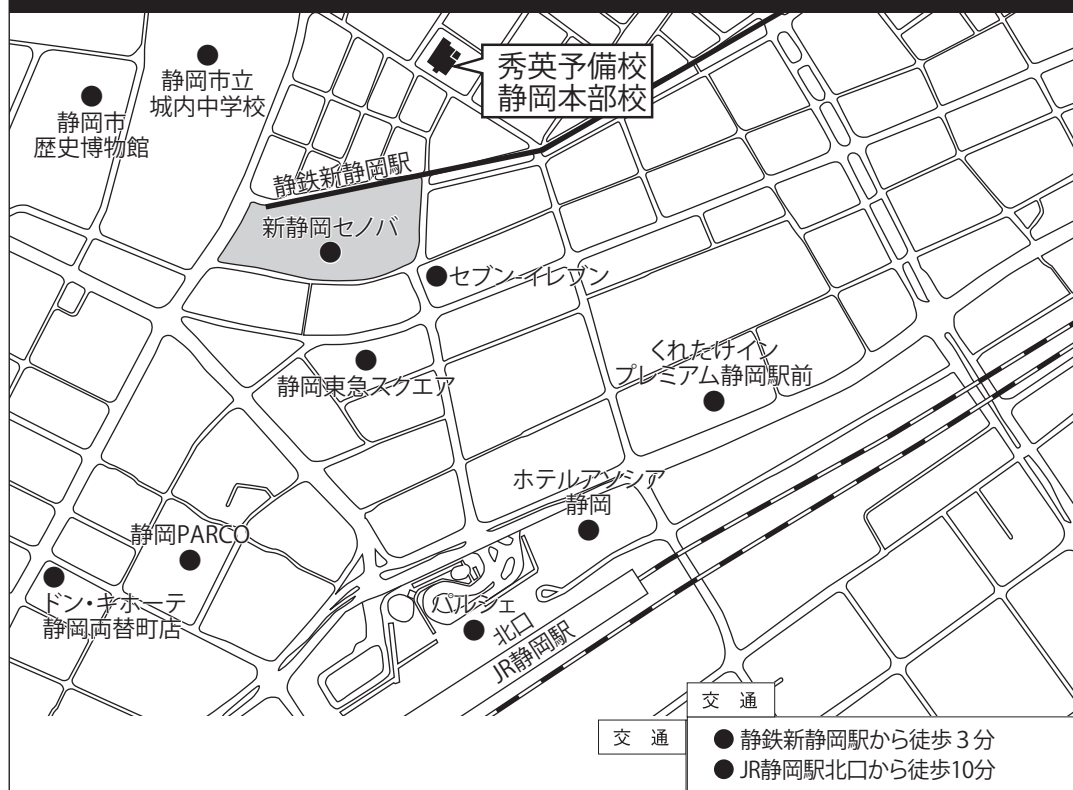 静岡市立
城内中学校
静岡市
歴史博物館
秀英予備校
静岡本部校
静鉄新静岡駅
新静岡セノバ
セブン-イレブン
静岡東急スクエア
くれたけイン
プレミアム静岡駅前
ホテルアソシア
静岡
静岡PARCO
ドン・キホーテ
静岡両替町店
パルシェ
北口
JR静岡駅
交 通
交 通
● 静鉄新静岡駅から徒歩3分
● JR静岡駅北口から徒歩10分